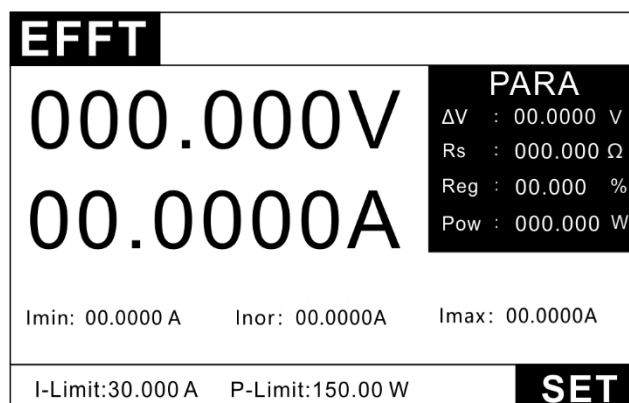 EFFT
000.000V
00.0000A
PARA
ΔV : 00.0000 V
Rs : 000.000 Ω
Reg : 00.000 %
Pow : 000.000 W
Imin: 00.0000 A Inor: 00.0000A Imax: 00.0000A
I-Limit:30.000 A P-Limit:150.00 W SET